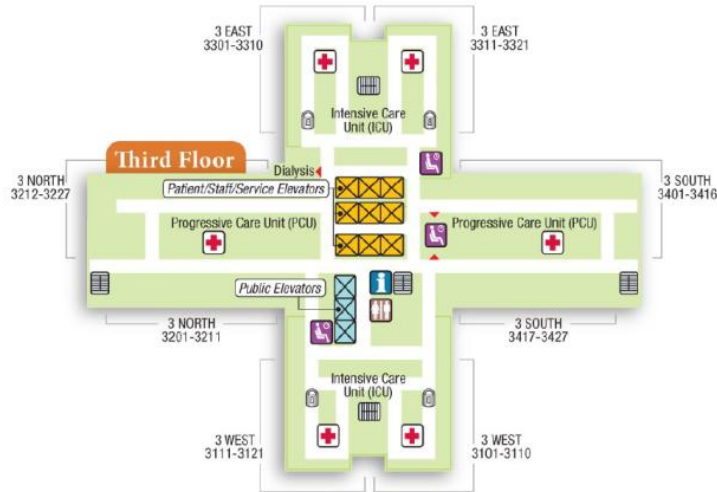 3 EAST
3301-3310
3 EAST
3311-3321
Intensive Care
Unit (ICU)
Third Floor
Dialysis
3 NORTH
3212-3227
Patient/Staff/Service Elevators
3 SOUTH
3401-3416
Progressive Care Unit (PCU)
Progressive Care Unit (PCU)
Public Elevators
i
3 NORTH
3201-3211
3 SOUTH
3417-3427
Intensive Care
Unit (ICU)
3 WEST
3111-3121
3 WEST
3101-3110